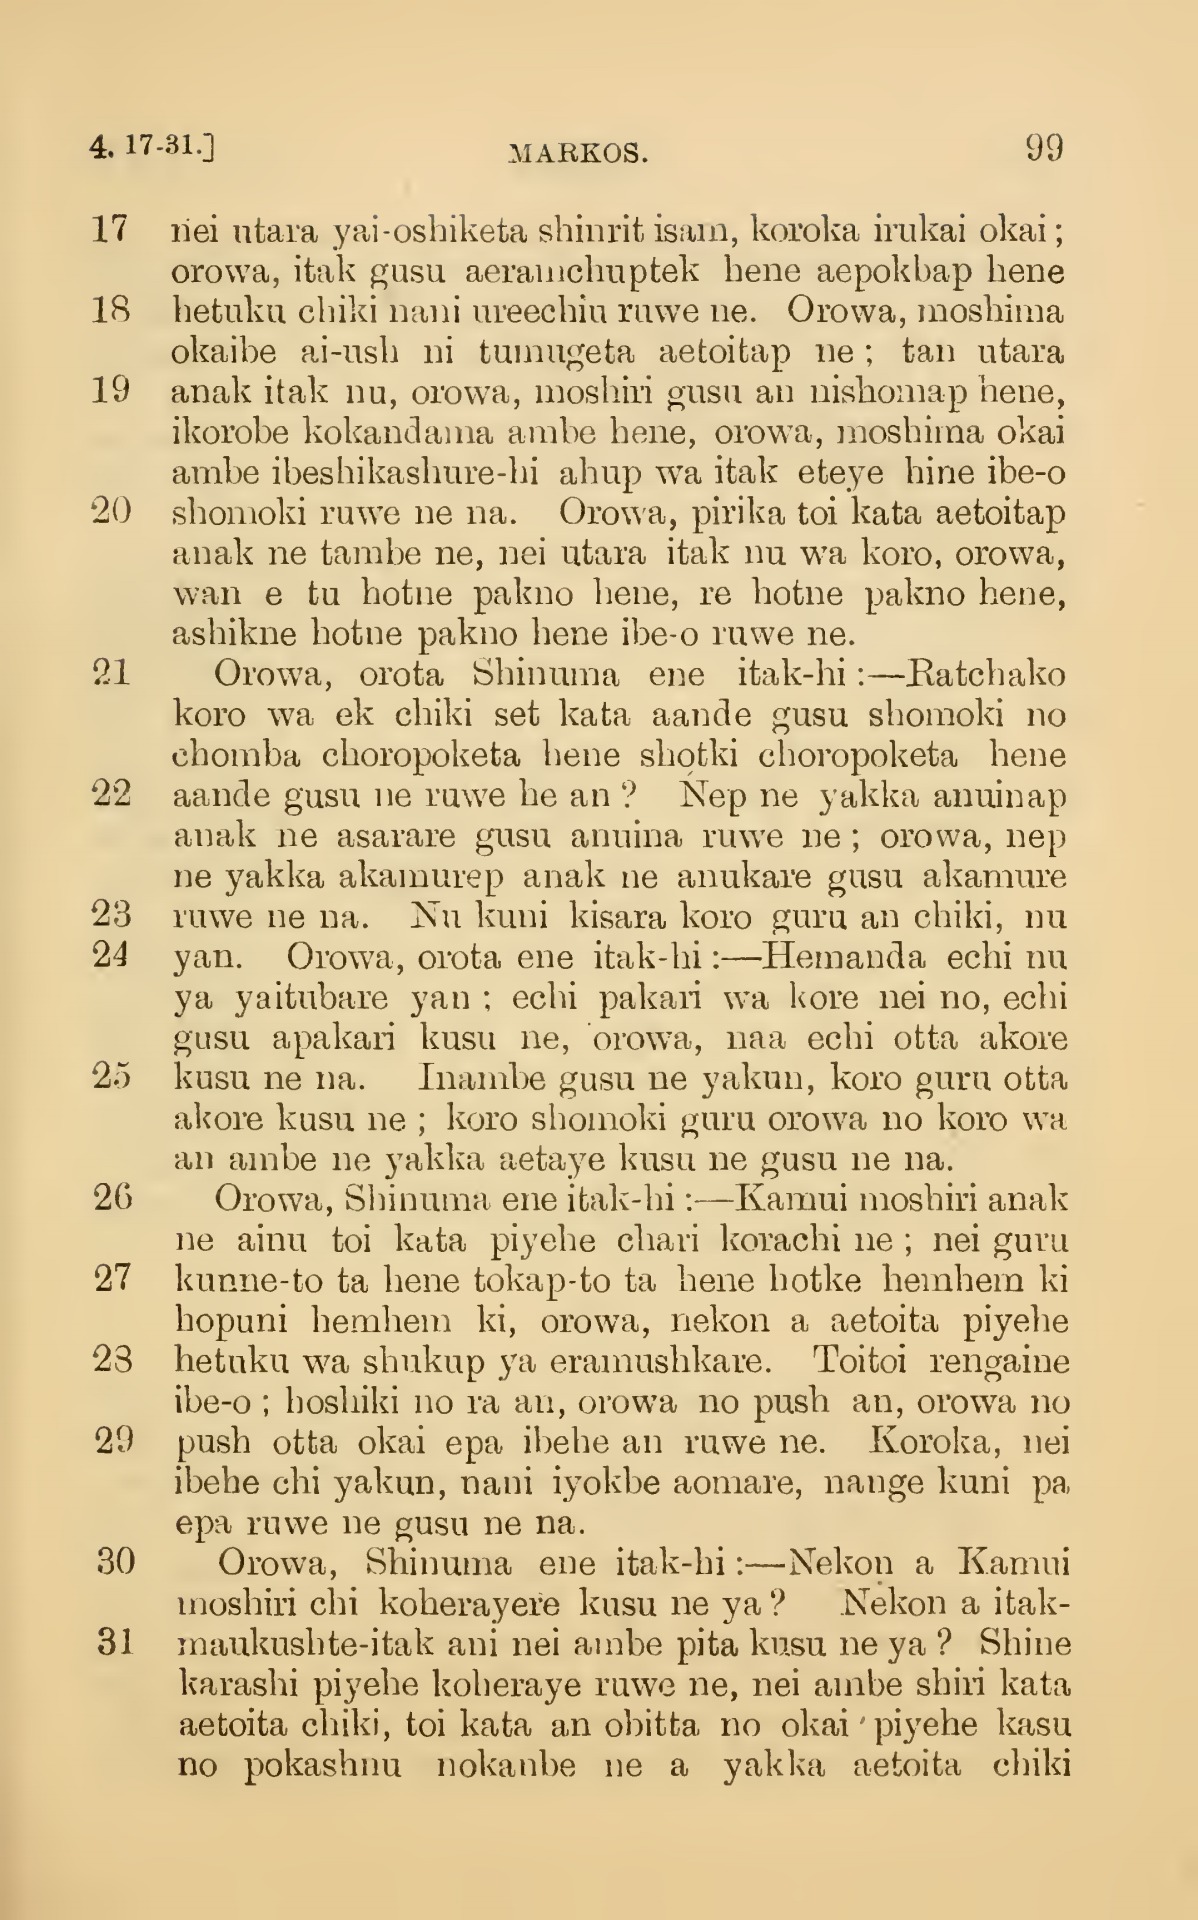 4. 17-31.] MARKOS. 99
17 nei utara yai-oshiketa shinrit isam, koroka irukai okai;
orowa, itak gusu aeramchuptek hene aepokbap hene
18 hetuku chiki nani ureechiu ruwe ne. Orowa, moshima
okaibe ai-ush ni tumugeta aetoitap ne; tan utara
19 anak itak nu, orowa, moshiri gusu an nishomap hene,
ikorobe kokandama ambe hene, orowa, moshima okai
ambe ibeshikashure-hi ahup wa itak eteye hine ibe-o
20 shomoki ruwe ne na. Orowa, pirika toi kata aetoitap
anak ne tambe ne, nei utara itak nu wa koro, orowa,
wan e tu hotne pakno hene, re hotne pakno hene,
ashikne hotne pakno hene ibe-o ruwe ne.
21 Orowa, orota Shinuma ene itak-hi:—Ratchako
koro wa ek chiki set kata aande gusu shomoki no
chomba choropoketa hene shotki choropoketa hene
22 aande gusu ne ruwe he an? Nep ne yakka anuinap
anak ne asarare gusu anuina ruwe ne; orowa, nep
ne yakka akamurep anak ne anukare gusu akamure
23 ruwe ne na. Nu kuni kisara koro guru an chiki, nu
24 yan. Orowa, orota ene itak-hi:—Hemanda echi nu
ya yaitubare yan; echi pakari wa kore nei no, echi
gusu apakari kusu ne, orowa, naa echi otta akore
25 kusu ne na. Inambe gusu ne yakun, koro guru otta
akore kusu ne; koro shomoki guru orowa no koro wa
an ambe ne yakka aetaye kusu ne gusu ne na.
26 Orowa, Shinuma ene itak-hi:—Kamui moshiri anak
ne ainu toi kata piyehe chari korachi ne; nei guru
27 kunne-to ta hene tokap-to ta hene hotke hemhem ki
hopuni hemhem ki, orowa, nekon a aetoita piyehe
28 hetuku wa shukup ya eramushkare. Toitoi rengaine
ibe-o; hoshiki no ra an, orowa no push an, orowa no
29 push otta okai epa ibehe an ruwe ne. Koroka, nei
ibehe chi yakun, nani iyokbe aomare, nange kuni pa
epa ruwe ne gusu ne na.
30 Orowa, Shinuma ene itak-hi:—Nekon a Kamui
moshiri chi koherayere kusu ne ya? Nekon a itak-
31 maukushte-itak ani nei ambe pita kusu ne ya? Shine
karashi piyehe koheraye ruwe ne, nei ambe shiri kata
aetoita chiki, toi kata an obitta no okai piyehe kasu
no pokashnu nokanbe ne a yakka aetoita chiki